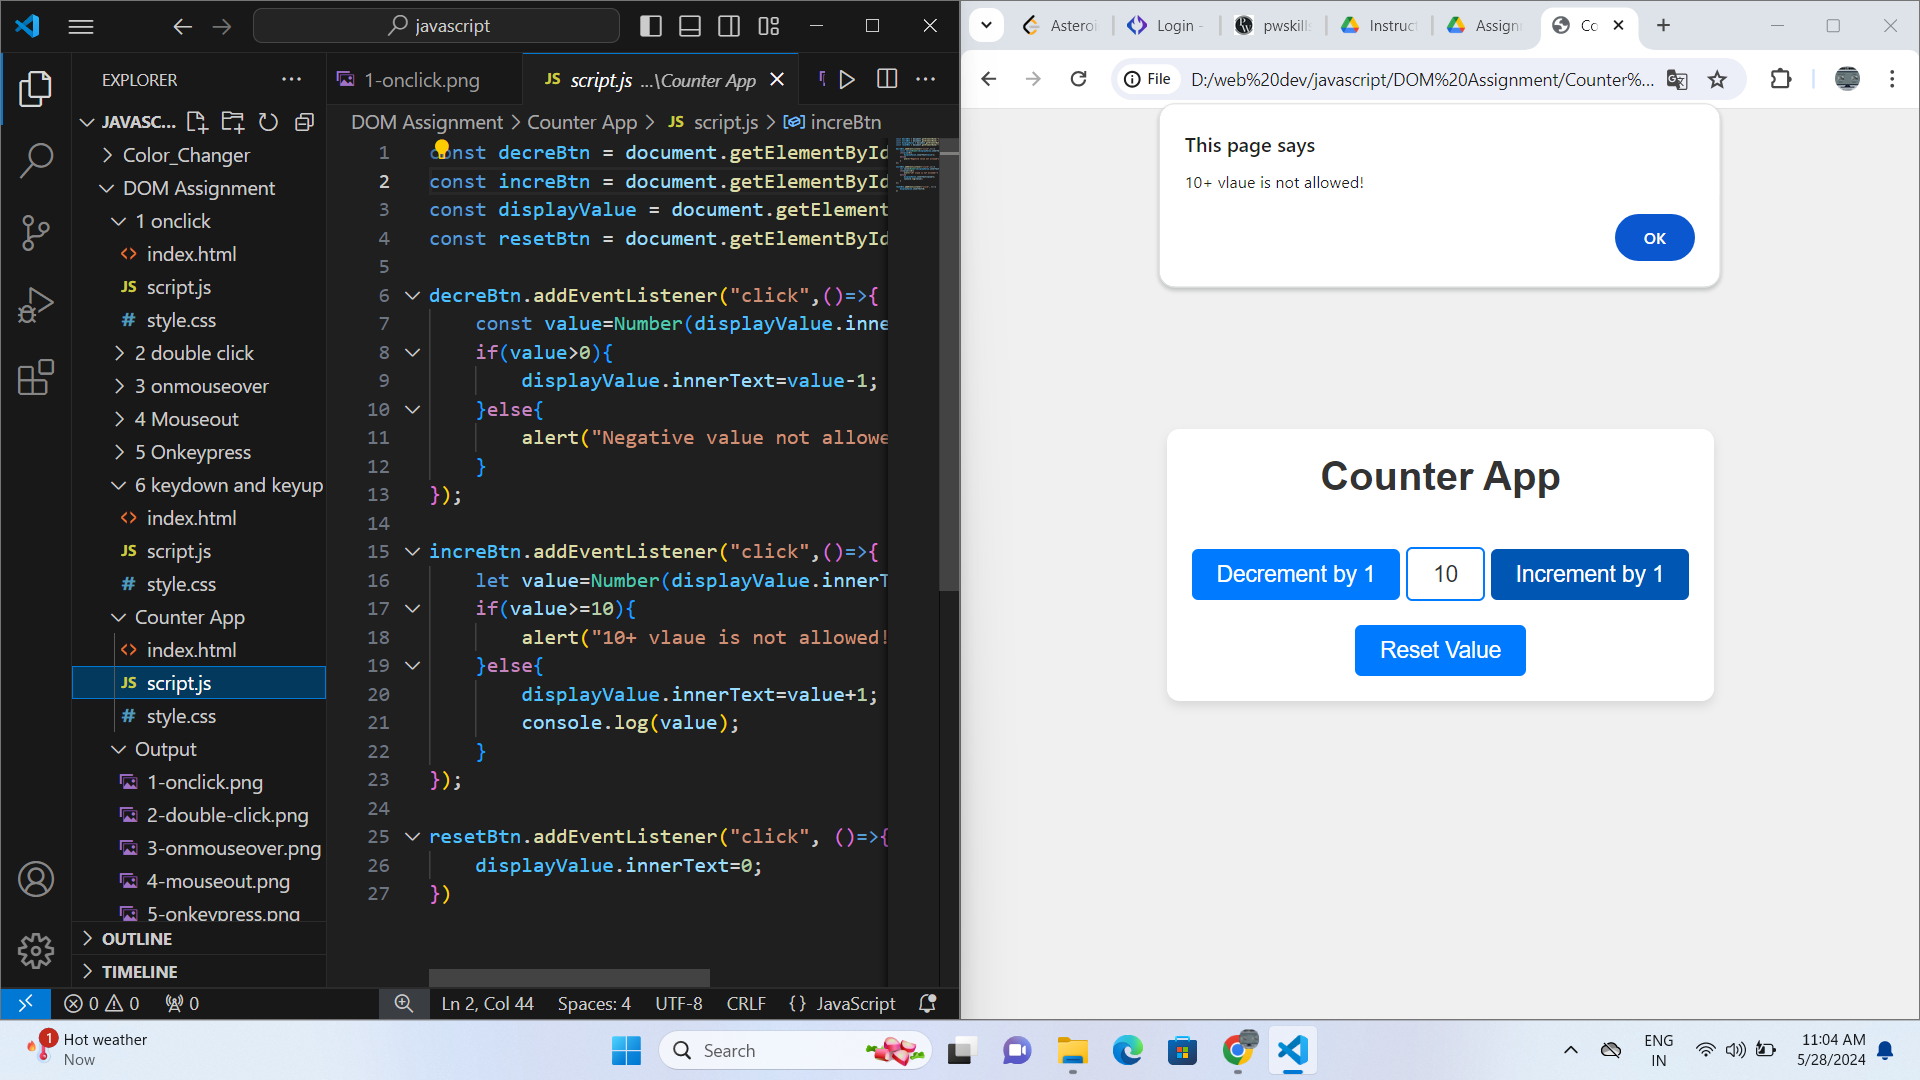 javascript
EXPLORER
JAVASC...
Color_Changer
DOM Assignment
1 onclick
index.html
JS script.js
# style.css
2 double click
3 onmouseover
4 Mouseout
5 Onkeypress
6 keydown and keyup
index.html
JS script.js
# style.css
Counter App
index.html
JS script.js
# style.css
Output
1-onclick.png
2-double-click.png
3-onmouseover.png
4-mouseout.png
5-onkeypress.png
OUTLINE
TIMELINE
1-onclick.png
JS script.js ...\Counter App
DOM Assignment > Counter App > JS script.js > increBtn
1 const decreBtn = document.getElementById
2 const increBtn = document.getElementById
3 const displayValue = document.getElement
4 const resetBtn = document.getElementById
5
6 decreBtn.addEventListener("click",()=>{
7 const value=Number(displayValue.inne
8 if(value>0){
9 displayValue.innerText=value-1;
10 }else{
11 alert("Negative value not allowe
12 }
13 });
14
15 increBtn.addEventListener("click",()=>{
16 let value=Number(displayValue.innerT
17 if(value>=10){
18 alert("10+ vlaue is not allowed!
19 }else{
20 displayValue.innerText=value+1;
21 console.log(value);
22 }
23 });
24
25 resetBtn.addEventListener("click", ()=>{
26 displayValue.innerText=0;
27 })
0 0 0
Ln 2, Col 44 Spaces: 4 UTF-8 CRLF {} JavaScript
Astero
Login -
pwskills
Instruct
Assignm
Co
File D:/web%20dev/javascript/DOM%20Assignment/Counter%...
This page says
10+ vlaue is not allowed!
OK
Counter App
Decrement by 1 10 Increment by 1
Reset Value
1 Hot weather
Now
Search
ENG
IN
11:04 AM
5/28/2024